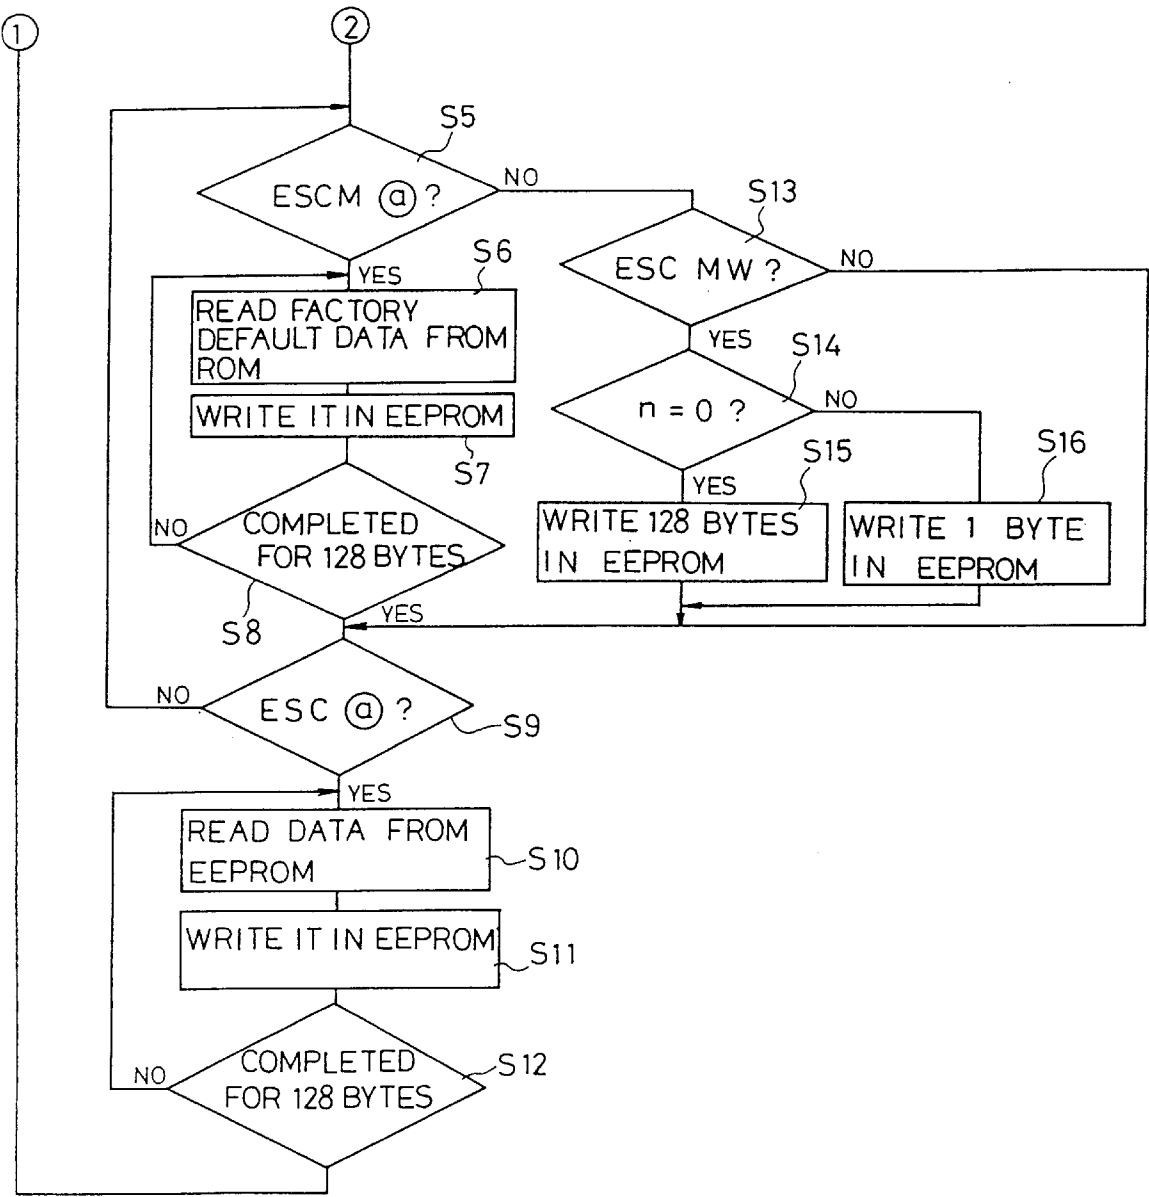 1
2
S5
ESCM @ ?
NO
S13
ESC MW ?
NO
YES
S6
READ FACTORY
DEFAULT DATA FROM
ROM
YES
S14
n = 0 ?
NO
WRITE IT IN EEPROM
S7
S15
S16
YES
WRITE 128 BYTES
IN EEPROM
WRITE 1 BYTE
IN EEPROM
NO
COMPLETED
FOR 128 BYTES
S8
YES
NO
ESC @ ?
S9
YES
READ DATA FROM
EEPROM
S10
WRITE IT IN EEPROM
S11
NO
COMPLETED
FOR 128 BYTES
S12